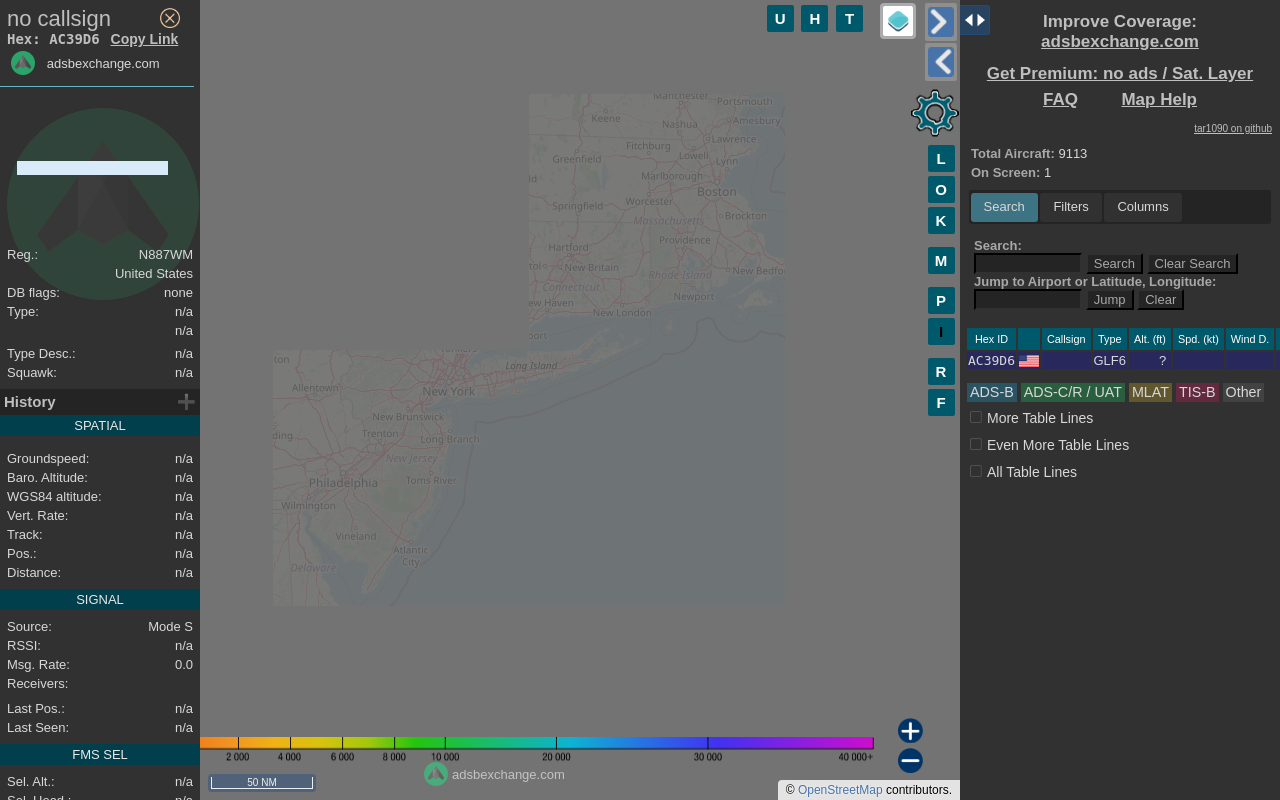 no callsign
Hex: AC39D6 Copy Link
adsbexchange.com
Reg.: N887WM
United States
DB flags: none
Type: n/a
n/a
Type Desc.: n/a
Squawk: n/a
History
SPATIAL
Groundspeed: n/a
Baro. Altitude: n/a
WGS84 altitude: n/a
Vert. Rate: n/a
Track: n/a
Pos.: n/a
Distance: n/a
SIGNAL
Source: Mode S
RSSI: n/a
Msg. Rate: 0.0
Receivers:
Last Pos.: n/a
Last Seen: n/a
FMS SEL
Sel. Alt.: n/a
Sel. Head.: n/a
U H T
L
O
K
M
P
I
R
F
Manchester
Portsmouth
Keene
Nashua
Amesbury
Fitchburg
Lawrence
Greenfield
Lowell
Lynn
Marlborough
Boston
Springfield
Worcester
Massachusetts
Brockton
Hartford
Providence
New Britain
Rhode Island
New Bedfo
Connecticut
ew Haven
Newport
New London
port
ton
Long Island
Allentown
New York
New Brunswick
ding
Trenton
Long Branch
New Jersey
Philadelphia
Toms River
Wilmington
Vineland
Atlantic
City
Delaware
2 000 4 000 6 000 8 000 10 000 20 000 30 000 40 000+
adsbexchange.com
50 NM
© OpenStreetMap contributors.
Improve Coverage:
adsbexchange.com
Get Premium: no ads / Sat. Layer
FAQ Map Help
tar1090 on github
Total Aircraft: 9113
On Screen: 1
Search Filters Columns
Search:
Search Clear Search
Jump to Airport or Latitude, Longitude:
Jump Clear
Hex ID Callsign Type Alt. (ft) Spd. (kt) Wind D.
AC39D6 GLF6 ?
ADS-B ADS-C/R / UAT MLAT TIS-B Other
More Table Lines
Even More Table Lines
All Table Lines